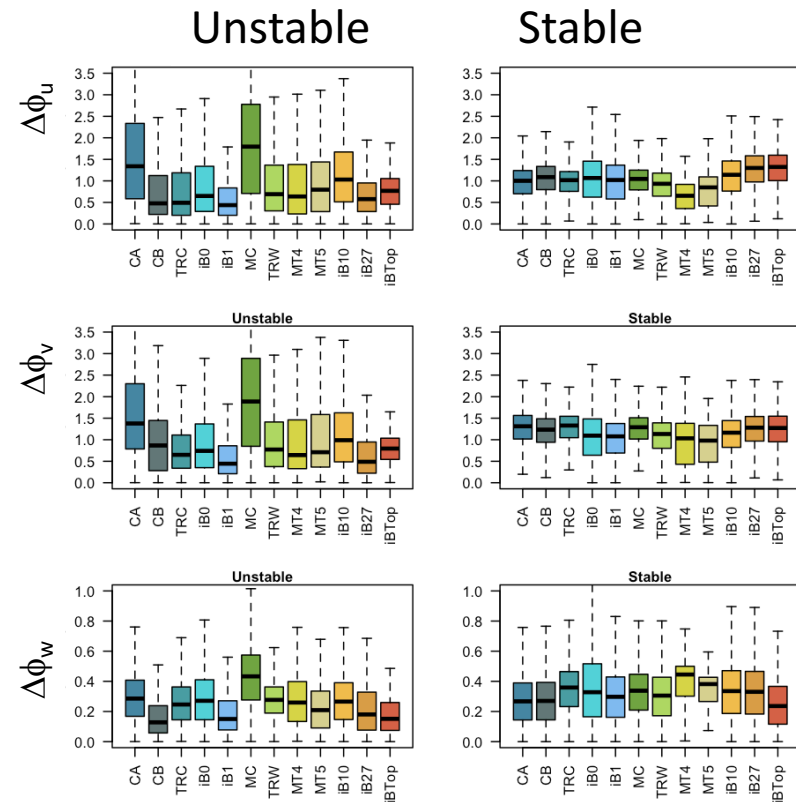 Unstable Stable
Δϕu
3.5 3.0 2.5 2.0 1.5 1.0 0.5 0.0
CA CB TRC iB0 iB1 MC TRW MT4 MT5 iB10 iB27 iBTop
3.5 3.0 2.5 2.0 1.5 1.0 0.5 0.0
CA CB TRC iB0 iB1 MC TRW MT4 MT5 iB10 iB27 iBTop
Unstable Stable
Δϕv
3.5 3.0 2.5 2.0 1.5 1.0 0.5 0.0
CA CB TRC iB0 iB1 MC TRW MT4 MT5 iB10 iB27 iBTop
3.5 3.0 2.5 2.0 1.5 1.0 0.5 0.0
CA CB TRC iB0 iB1 MC TRW MT4 MT5 iB10 iB27 iBTop
Unstable Stable
Δϕw
1.0 0.8 0.6 0.4 0.2 0.0
CA CB TRC iB0 iB1 MC TRW MT4 MT5 iB10 iB27 iBTop
1.0 0.8 0.6 0.4 0.2 0.0
CA CB TRC iB0 iB1 MC TRW MT4 MT5 iB10 iB27 iBTop